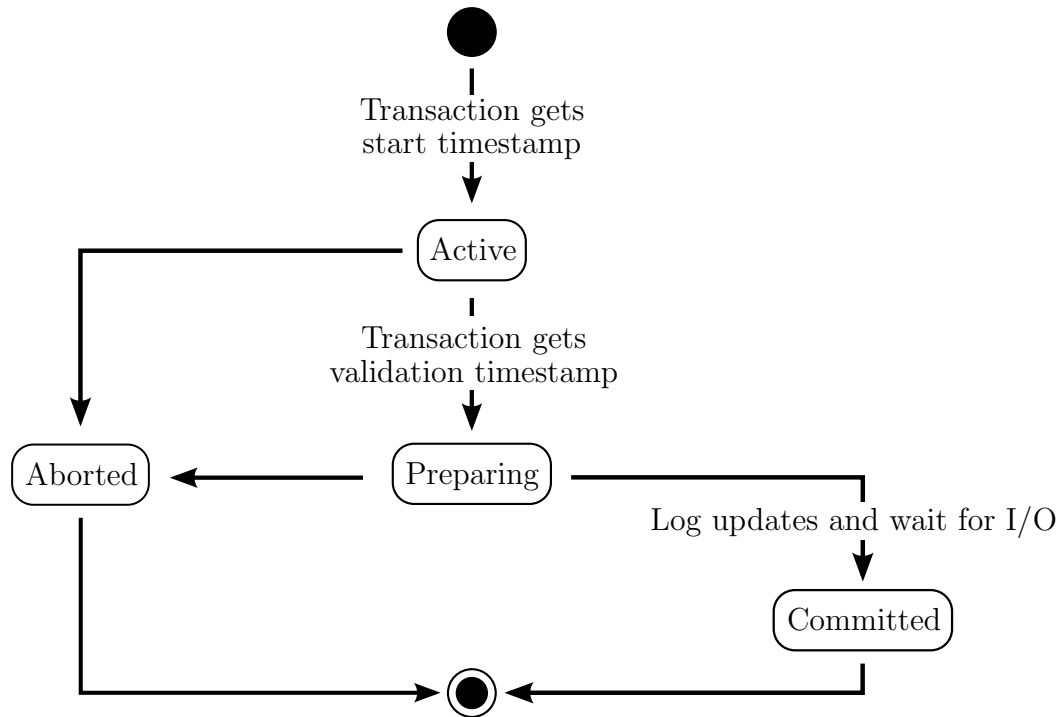 Transaction gets
start timestamp
Active
Transaction gets
validation timestamp
Aborted
Preparing
Log updates and wait for I/O
Committed